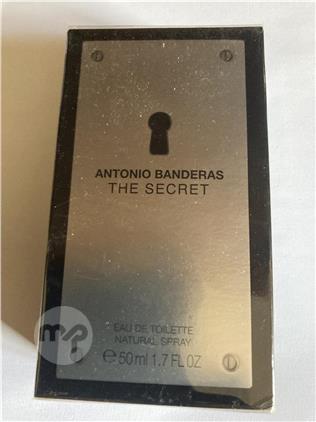 ANTONIO BANDERAS
THE SECRET
EAU DE TOILETTE
NATURAL SPRAY
℮50ml 1.7 FL OZ